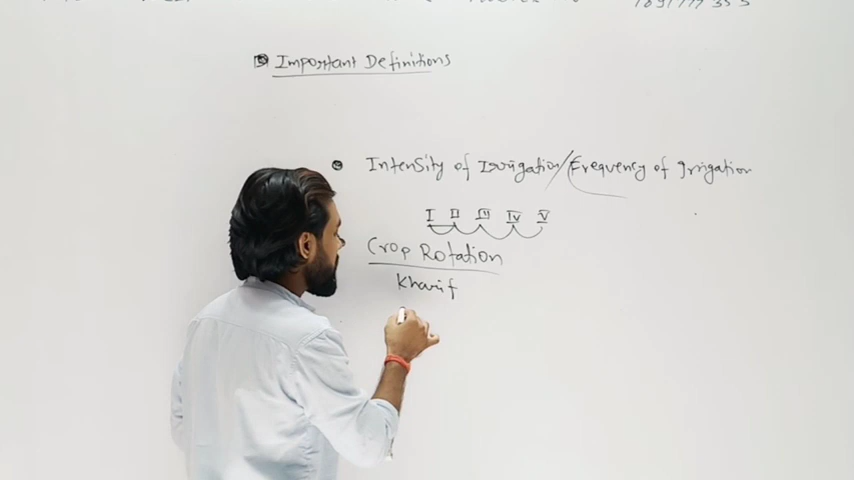 Important Definitions
Intensity of Irrigation/Frequency of Irrigation
I II III IV V
Crop Rotation
Kharif